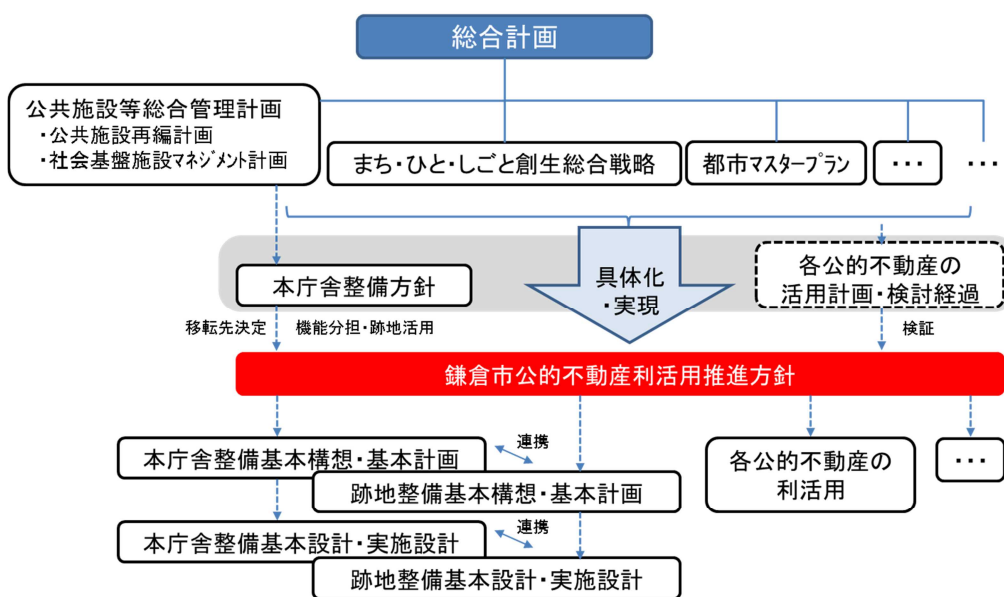 総合計画
公共施設等総合管理計画
・公共施設再編計画
・社会基盤施設マネジメント計画
まち・ひと・しごと創生総合戦略
都市マスタープラン
・・・
・・・
本庁舎整備方針
具体化
・実現
各公的不動産の
活用計画・検討経過
移転先決定
機能分担・跡地活用
検証
鎌倉市公的不動産利活用推進方針
連携
本庁舎整備基本構想・基本計画
跡地整備基本構想・基本計画
各公的不動産の
利活用
・・・
連携
本庁舎整備基本設計・実施設計
跡地整備基本設計・実施設計